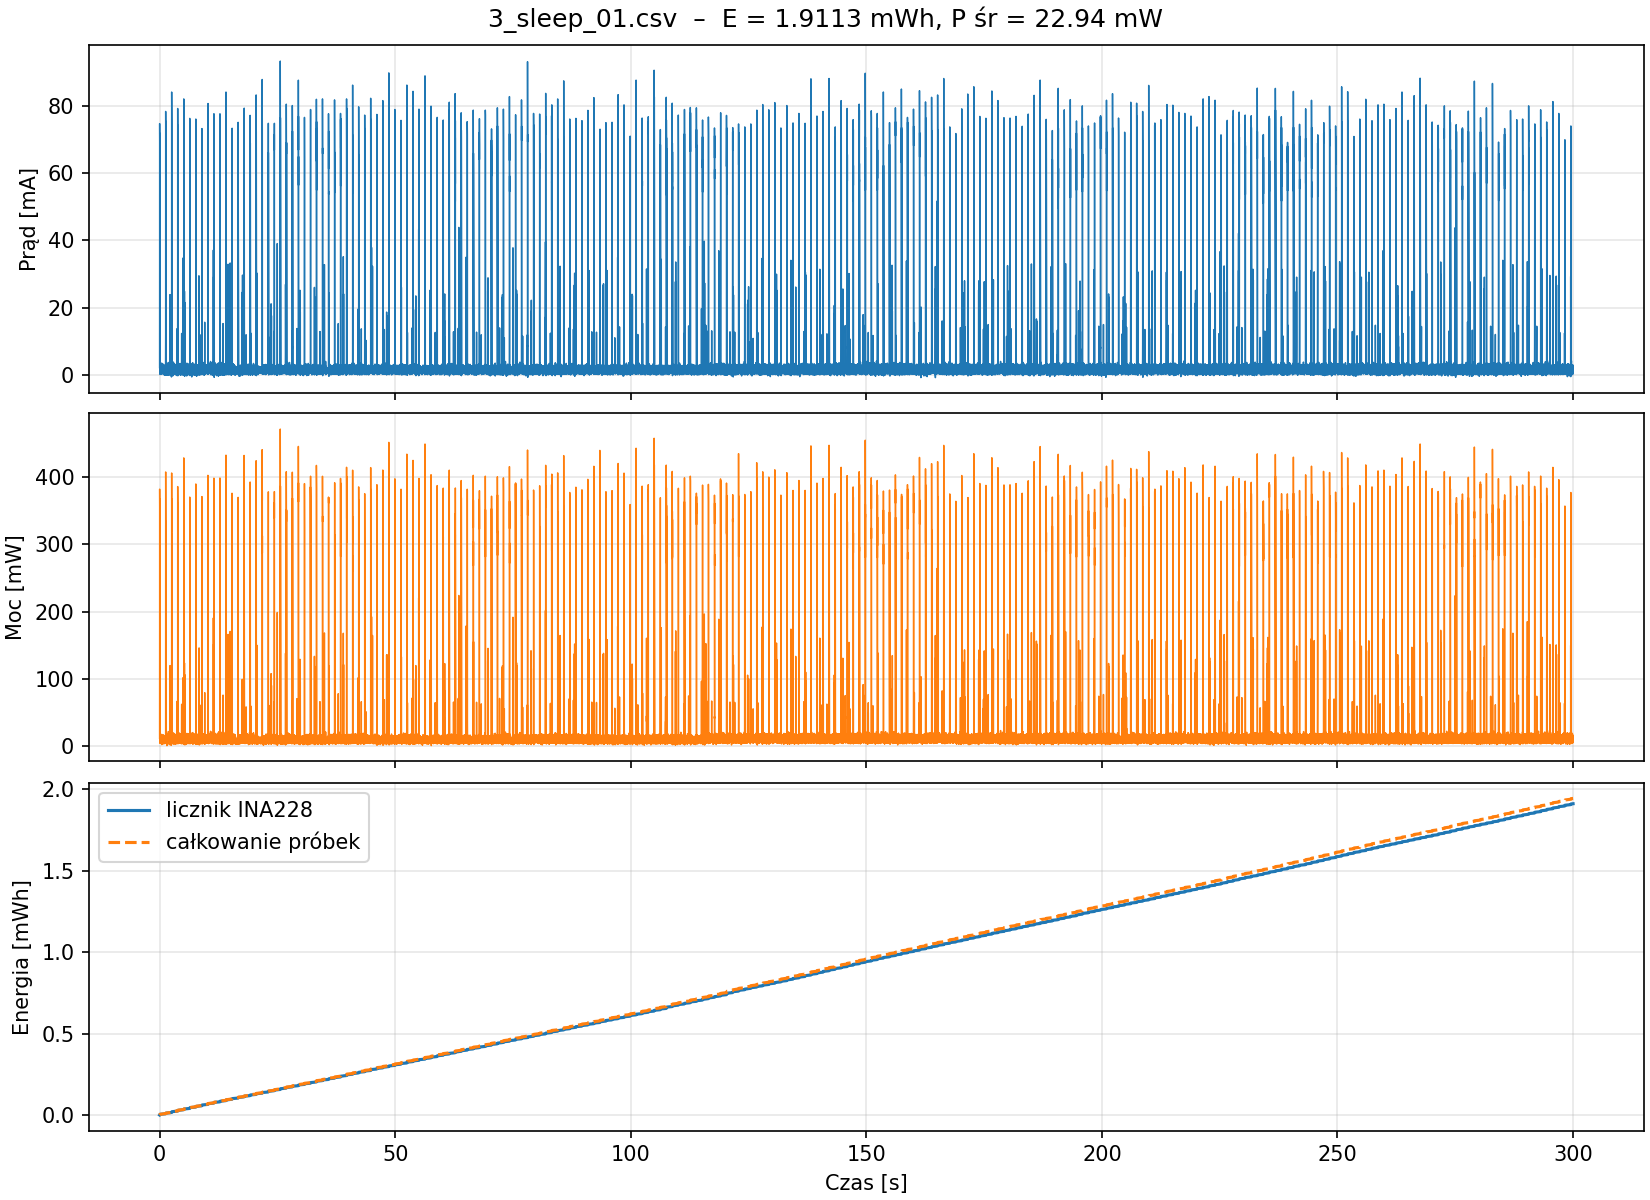 3_sleep_01.csv – E = 1.9113 mWh, P śr = 22.94 mW
Prąd [mA]
80
60
40
20
0
Moc [mW]
400
300
200
100
0
Energia [mWh]
2.0
1.5
1.0
0.5
0.0
licznik INA228
całkowanie próbek
0 50 100 150 200 250 300
Czas [s]